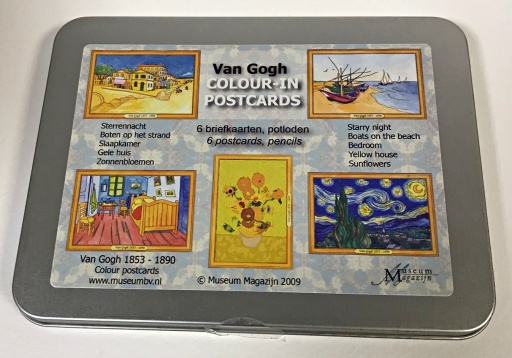 Van Gogh
COLOUR-IN
POSTCARDS
6 briefkaarten, potloden
6 postcards, pencils
Sterrennacht
Boten op het strand
Slaapkamer
Gele huis
Zonnenbloemen
Starry night
Boats on the beach
Bedroom
Yellow house
Sunflowers
Van Gogh 1853 - 1890
Colour postcards
www.museumbv.nl
© Museum Magazijn 2009
Museum
Magazijn